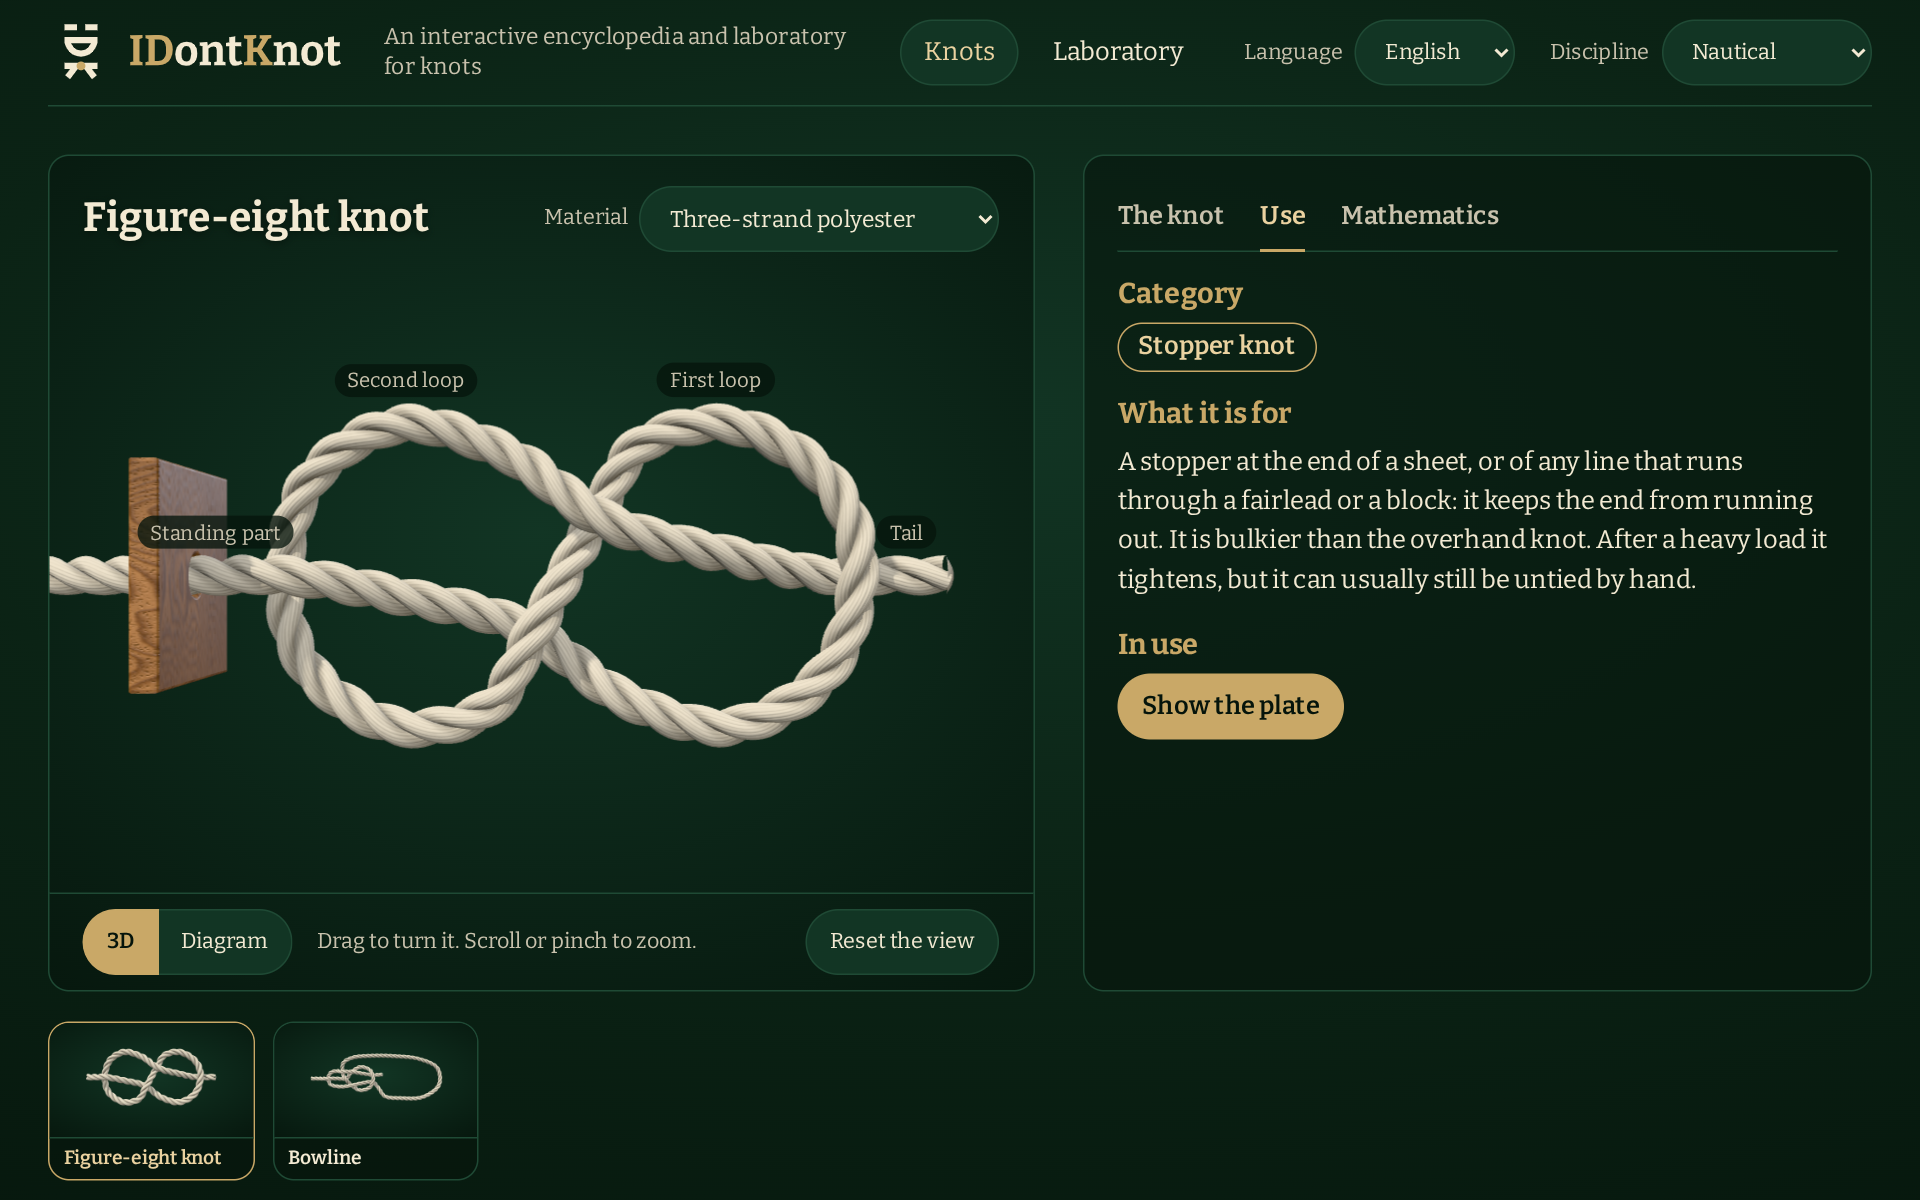 IDontKnot
An interactive encyclopedia and laboratory
for knots
Knots
Laboratory
Language
English
Discipline
Nautical
Figure-eight knot
Material
Three-strand polyester
Second loop
First loop
Standing part
Tail
3D
Diagram
Drag to turn it. Scroll or pinch to zoom.
Reset the view
The knot
Use
Mathematics
Category
Stopper knot
What it is for
A stopper at the end of a sheet, or of any line that runs
through a fairlead or a block: it keeps the end from running
out. It is bulkier than the overhand knot. After a heavy load it
tightens, but it can usually still be untied by hand.
In use
Show the plate
Figure-eight knot
Bowline